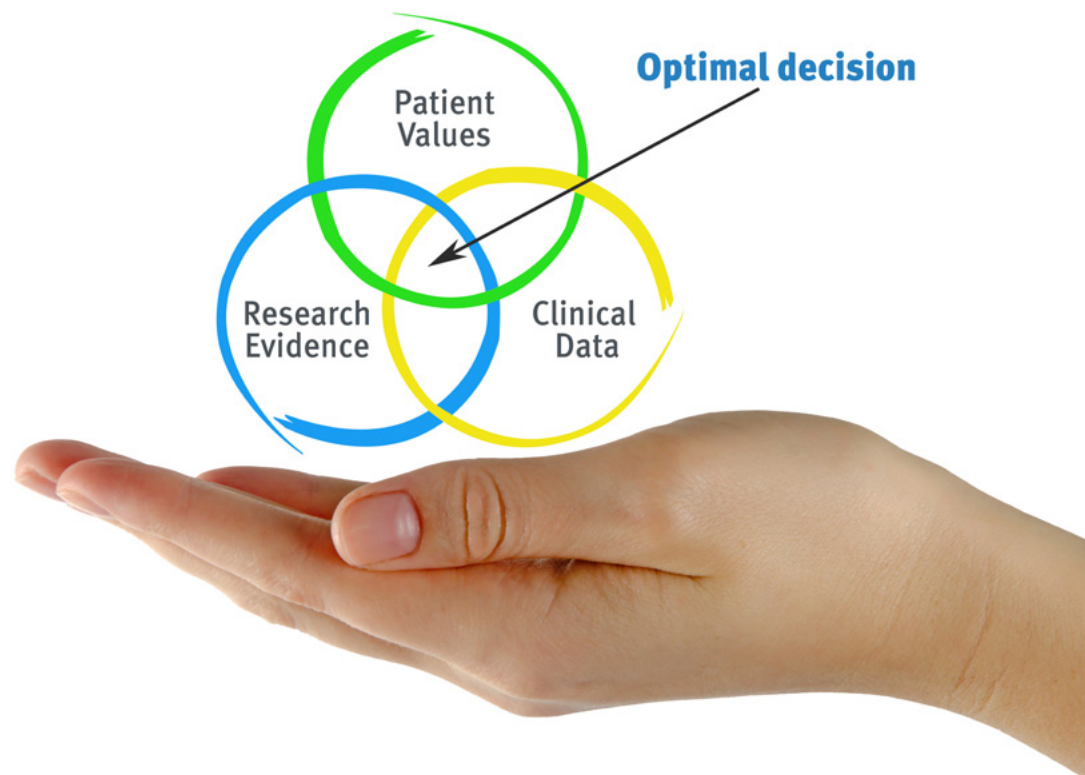 Optimal decision
Patient
Values
Research
Evidence
Clinical
Data